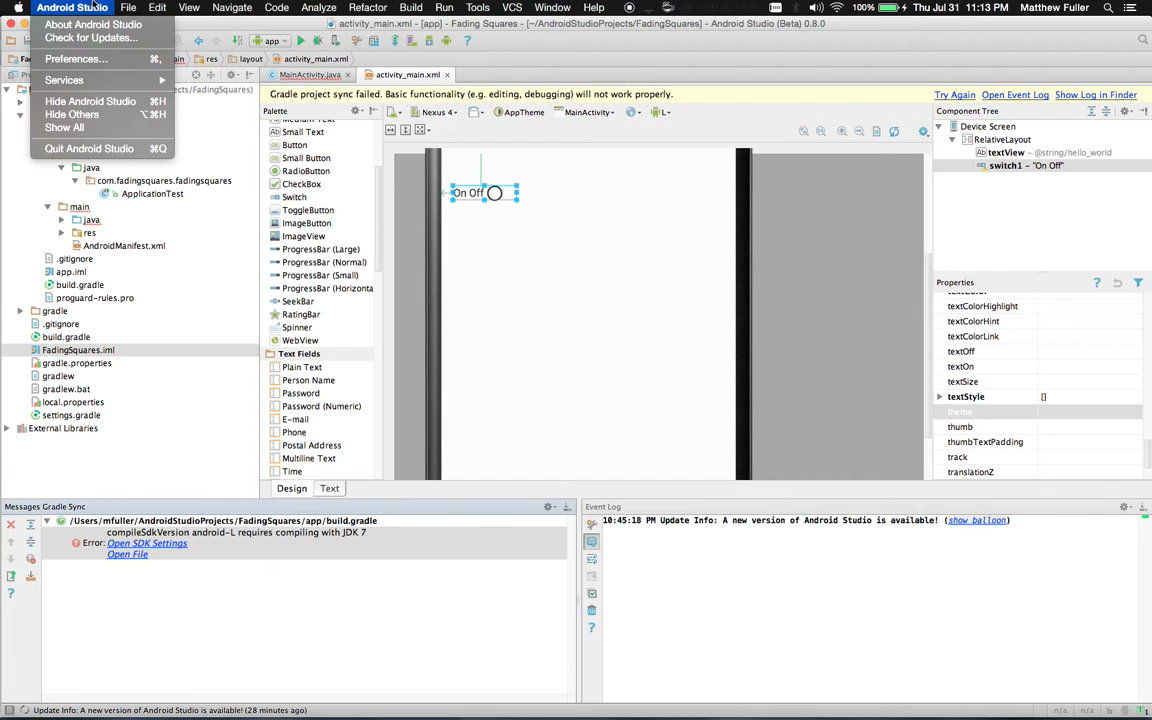 Android Studio File Edit View Navigate Code Analyze Refactor Build Run Tools VCS Window Help 100% Thu Jul 31 11:13 PM Matthew Fuller
activity_main.xml - [app] - Fading Squares - [~/AndroidStudioProjects/FadingSquares] - Android Studio (Beta) 0.8.0
About Android Studio
Check for Updates...
Preferences... ⌘,
Services
Hide Android Studio ⌘H
Hide Others ⌥⌘H
Show All
Quit Android Studio ⌘Q
app
res layout activity_main.xml
MainActivity.java activity_main.xml
Gradle project sync failed. Basic functionality (e.g. editing, debugging) will not work properly.
Try Again Open Event Log Show Log in Finder
java
com.fadingsquares.fadingsquares
ApplicationTest
main
java
res
AndroidManifest.xml
.gitignore
app.iml
build.gradle
proguard-rules.pro
gradle
.gitignore
build.gradle
FadingSquares.iml
gradle.properties
gradlew
gradlew.bat
local.properties
settings.gradle
External Libraries
Palette
Medium Text
Small Text
Button
Small Button
RadioButton
CheckBox
Switch
ToggleButton
ImageButton
ImageView
ProgressBar (Large)
ProgressBar (Normal)
ProgressBar (Small)
ProgressBar (Horizonta
SeekBar
RatingBar
Spinner
WebView
Text Fields
Plain Text
Person Name
Password
Password (Numeric)
E-mail
Phone
Postal Address
Multiline Text
Time
Design Text
Nexus 4 AppTheme MainActivity L
On Off
Component Tree
Device Screen
RelativeLayout
textView - @string/hello_world
switch1 - "On Off"
Properties
textColor
textColorHighlight
textColorHint
textColorLink
textOff
textOn
textSize
textStyle []
theme
thumb
thumbTextPadding
track
translationZ
Messages Gradle Sync
/Users/mfuller/AndroidStudioProjects/FadingSquares/app/build.gradle
compileSdkVersion android-L requires compiling with JDK 7
Error: Open SDK Settings
Open File
Event Log
10:45:18 PM Update Info: A new version of Android Studio is available! (show balloon)
Update Info: A new version of Android Studio is available! (28 minutes ago)
n/a n/a
1